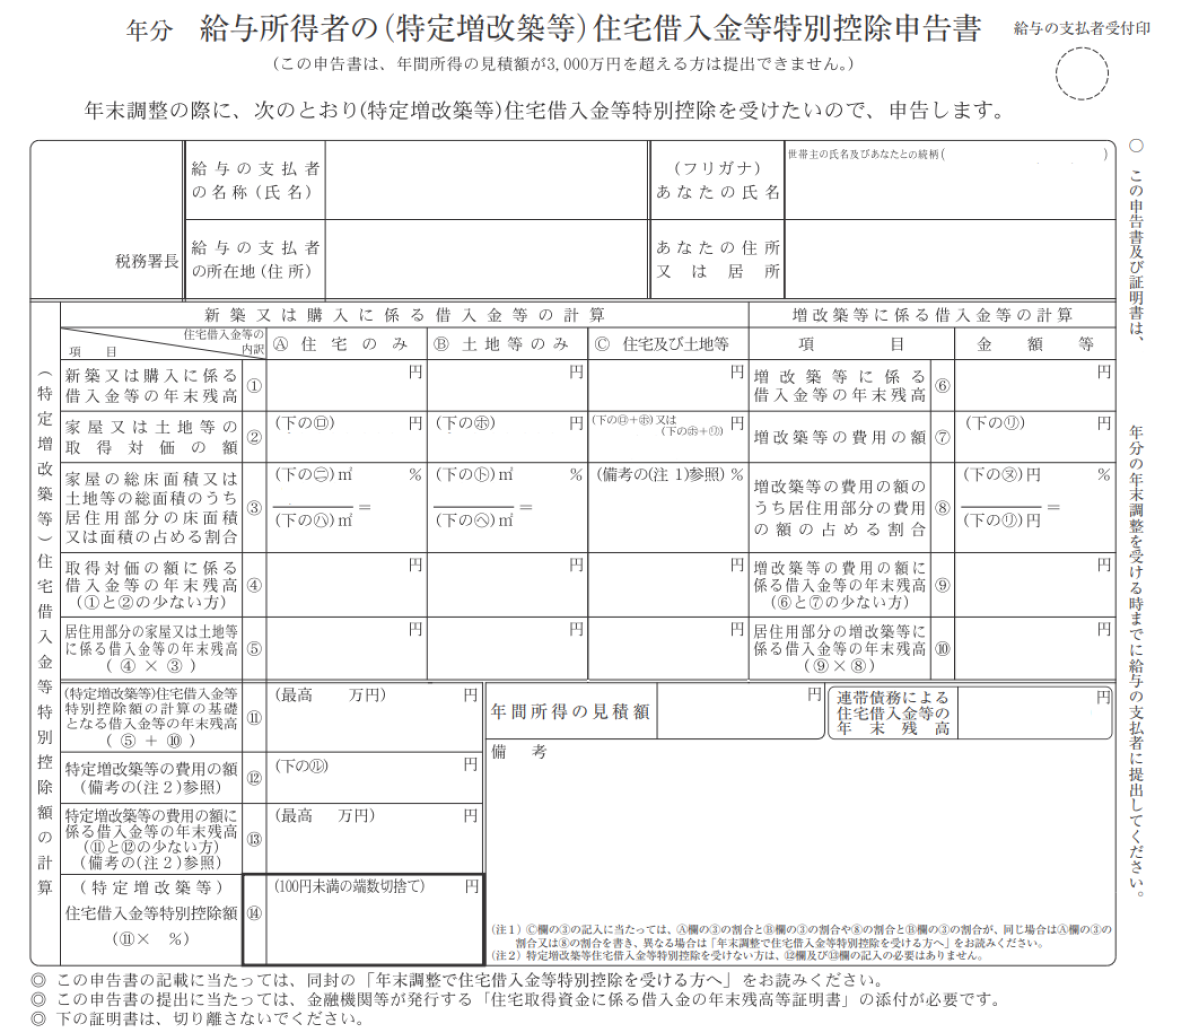 年分 給与所得者の(特定増改築等)住宅借入金等特別控除申告書
給与の支払者受付印
(この申告書は、年間所得の見積額が3,000万円を超える方は提出できません。)
年末調整の際に、次のとおり(特定増改築等)住宅借入金等特別控除を受けたいので、申告します。
税務署長
給与の支払者
の名称(氏名)
(フリガナ)
あなたの氏名
世帯主の氏名及びあなたとの続柄( )
給与の支払者
の所在地(住所)
あなたの住所
又は居所
○ この申告書及び証明書は、 年分の年末調整を受ける時までに給与の支払者に提出してください。
(特定増改築等)住宅借入金等特別控除額の計算
新築又は購入に係る借入金等の計算
増改築等に係る借入金等の計算
住宅借入金等の
内訳
項目
Ⓐ 住宅のみ
Ⓑ 土地等のみ
Ⓒ 住宅及び土地等
項目
金額等
新築又は購入に係る
借入金等の年末残高
①
円
円
円
増改築等に係る
借入金等の年末残高
⑥
円
家屋又は土地等の
取得対価の額
②
(下の㋺) 円
(下の㋭) 円
(下の㋺+㋭)又は
(下の㋭+㋷)
円
増改築等の費用の額
⑦
(下の㋷) 円
家屋の総床面積又は
土地等の総面積のうち
居住用部分の床面積
又は面積の占める割合
③
(下の㋥)㎡ %
=
(下の㋩)㎡
(下の㋣)㎡ %
=
(下の㋬)㎡
(備考の(注1)参照) %
増改築等の費用の額の
うち居住用部分の費用
の額の占める割合
⑧
(下の㋦)円 %
=
(下の㋷)円
取得対価の額に係る
借入金等の年末残高
(①と②の少ない方)
④
円
円
円
増改築等の費用の額に
係る借入金等の年末残高
(⑥と⑦の少ない方)
⑨
円
居住用部分の家屋又は土地等
に係る借入金等の年末残高
(④×③)
⑤
円
円
円
居住用部分の増改築等に
係る借入金等の年末残高
(⑨×⑧)
⑩
円
(特定増改築等)住宅借入金等
特別控除額の計算の基礎
となる借入金等の年末残高
(⑤+⑩)
⑪
(最高 万円) 円
年間所得の見積額
円
連帯債務による
住宅借入金等の
年末残高
円
特定増改築等の費用の額
(備考の(注2)参照)
⑫
(下の㋸) 円
備考
特定増改築等の費用の額に
係る借入金等の年末残高
(⑪と⑫の少ない方)
(備考の(注2)参照)
⑬
(最高 万円) 円
(特定増改築等)
住宅借入金等特別控除額
(⑪× %)
⑭
(100円未満の端数切捨て) 円
(注1) Ⓒ欄の③の記入に当たっては、Ⓐ欄の③の割合とⒷ欄の③の割合や⑧の割合とⒷ欄の③の割合が、同じ場合はⒶ欄の③の
割合又は⑧の割合を書き、異なる場合は「年末調整で住宅借入金等特別控除を受ける方へ」をお読みください。
(注2) 特定増改築等住宅借入金等特別控除を受けない方は、⑫欄及び⑬欄の記入の必要はありません。
◎ この申告書の記載に当たっては、同封の「年末調整で住宅借入金等特別控除を受ける方へ」をお読みください。
◎ この申告書の提出に当たっては、金融機関等が発行する「住宅取得資金に係る借入金の年末残高等証明書」の添付が必要です。
◎ 下の証明書は、切り離さないでください。